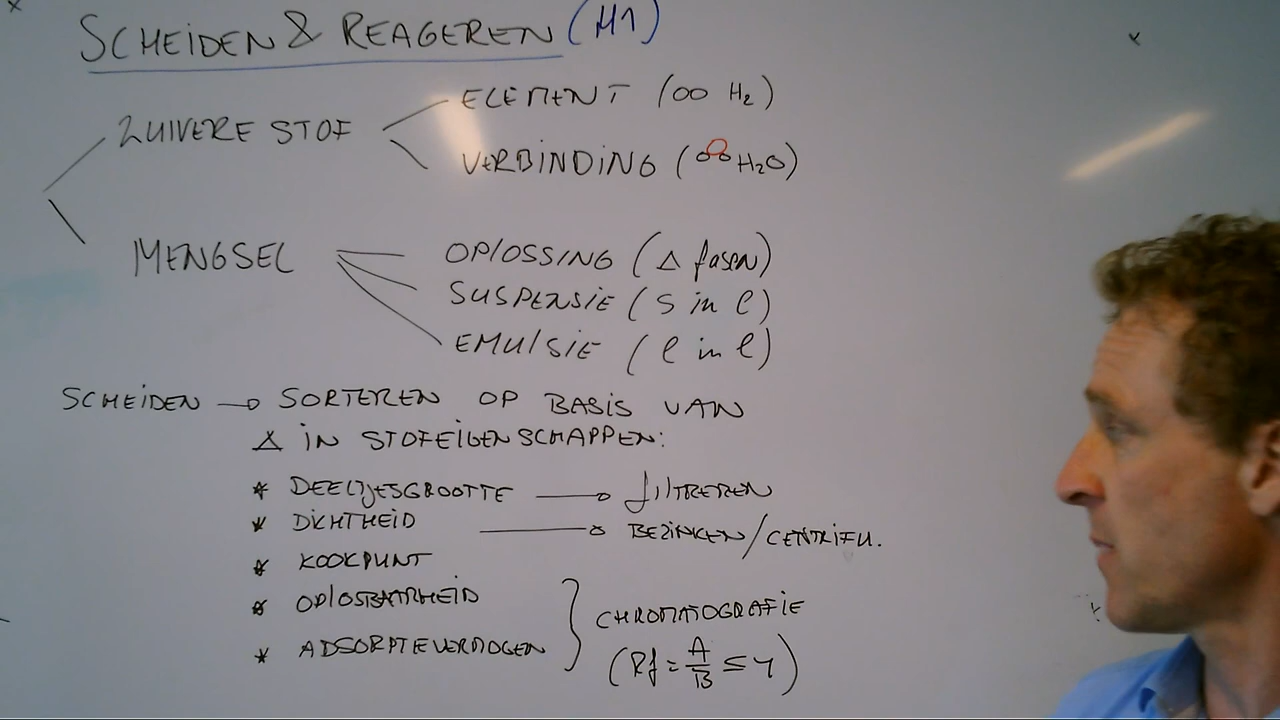 SCHEIDEN & REAGEREN (H1)
ZUIVERE STOF
ELEMENT (OO H2)
VERBINDING (H2O)
MENGSEL
OPLOSSING (Δ fasen)
SUSPENSIE (S in l)
EMULSIE (l in l)
SCHEIDEN → SORTEREN OP BASIS VAN
Δ IN STOFEIGENSCHAPPEN:
* DEELTJESGROOTTE → FILTREREN
* DICHTHEID → BEZINKEN/CENTRIFU.
* KOOKPUNT
* OPLOSBAARHEID
* ADSORPTIEVERMOGEN
CHROMATOGRAFIE
(Rf = A/B ≤ 1)